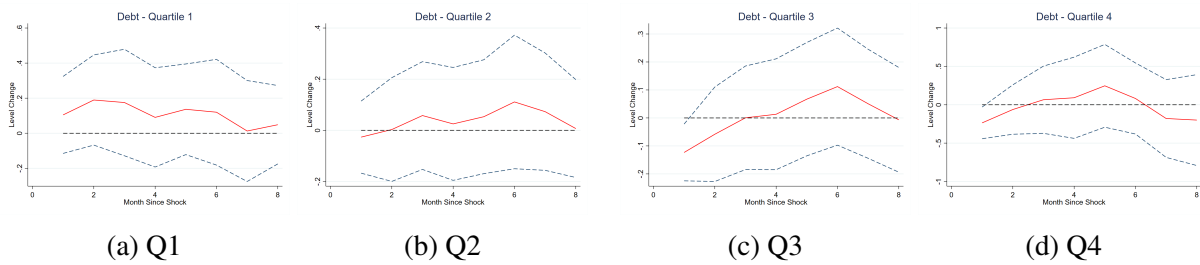 Debt - Quartile 1
Level Change
.6
.4
.2
0
-.2
0 2 4 6 8
Month Since Shock
(a) Q1
Debt - Quartile 2
Level Change
.4
.2
0
-.2
0 2 4 6 8
Month Since Shock
(b) Q2
Debt - Quartile 3
Level Change
.3
.2
.1
0
-.1
-.2
0 2 4 6 8
Month Since Shock
(c) Q3
Debt - Quartile 4
Level Change
1
.5
0
-.5
-1
0 2 4 6 8
Month Since Shock
(d) Q4